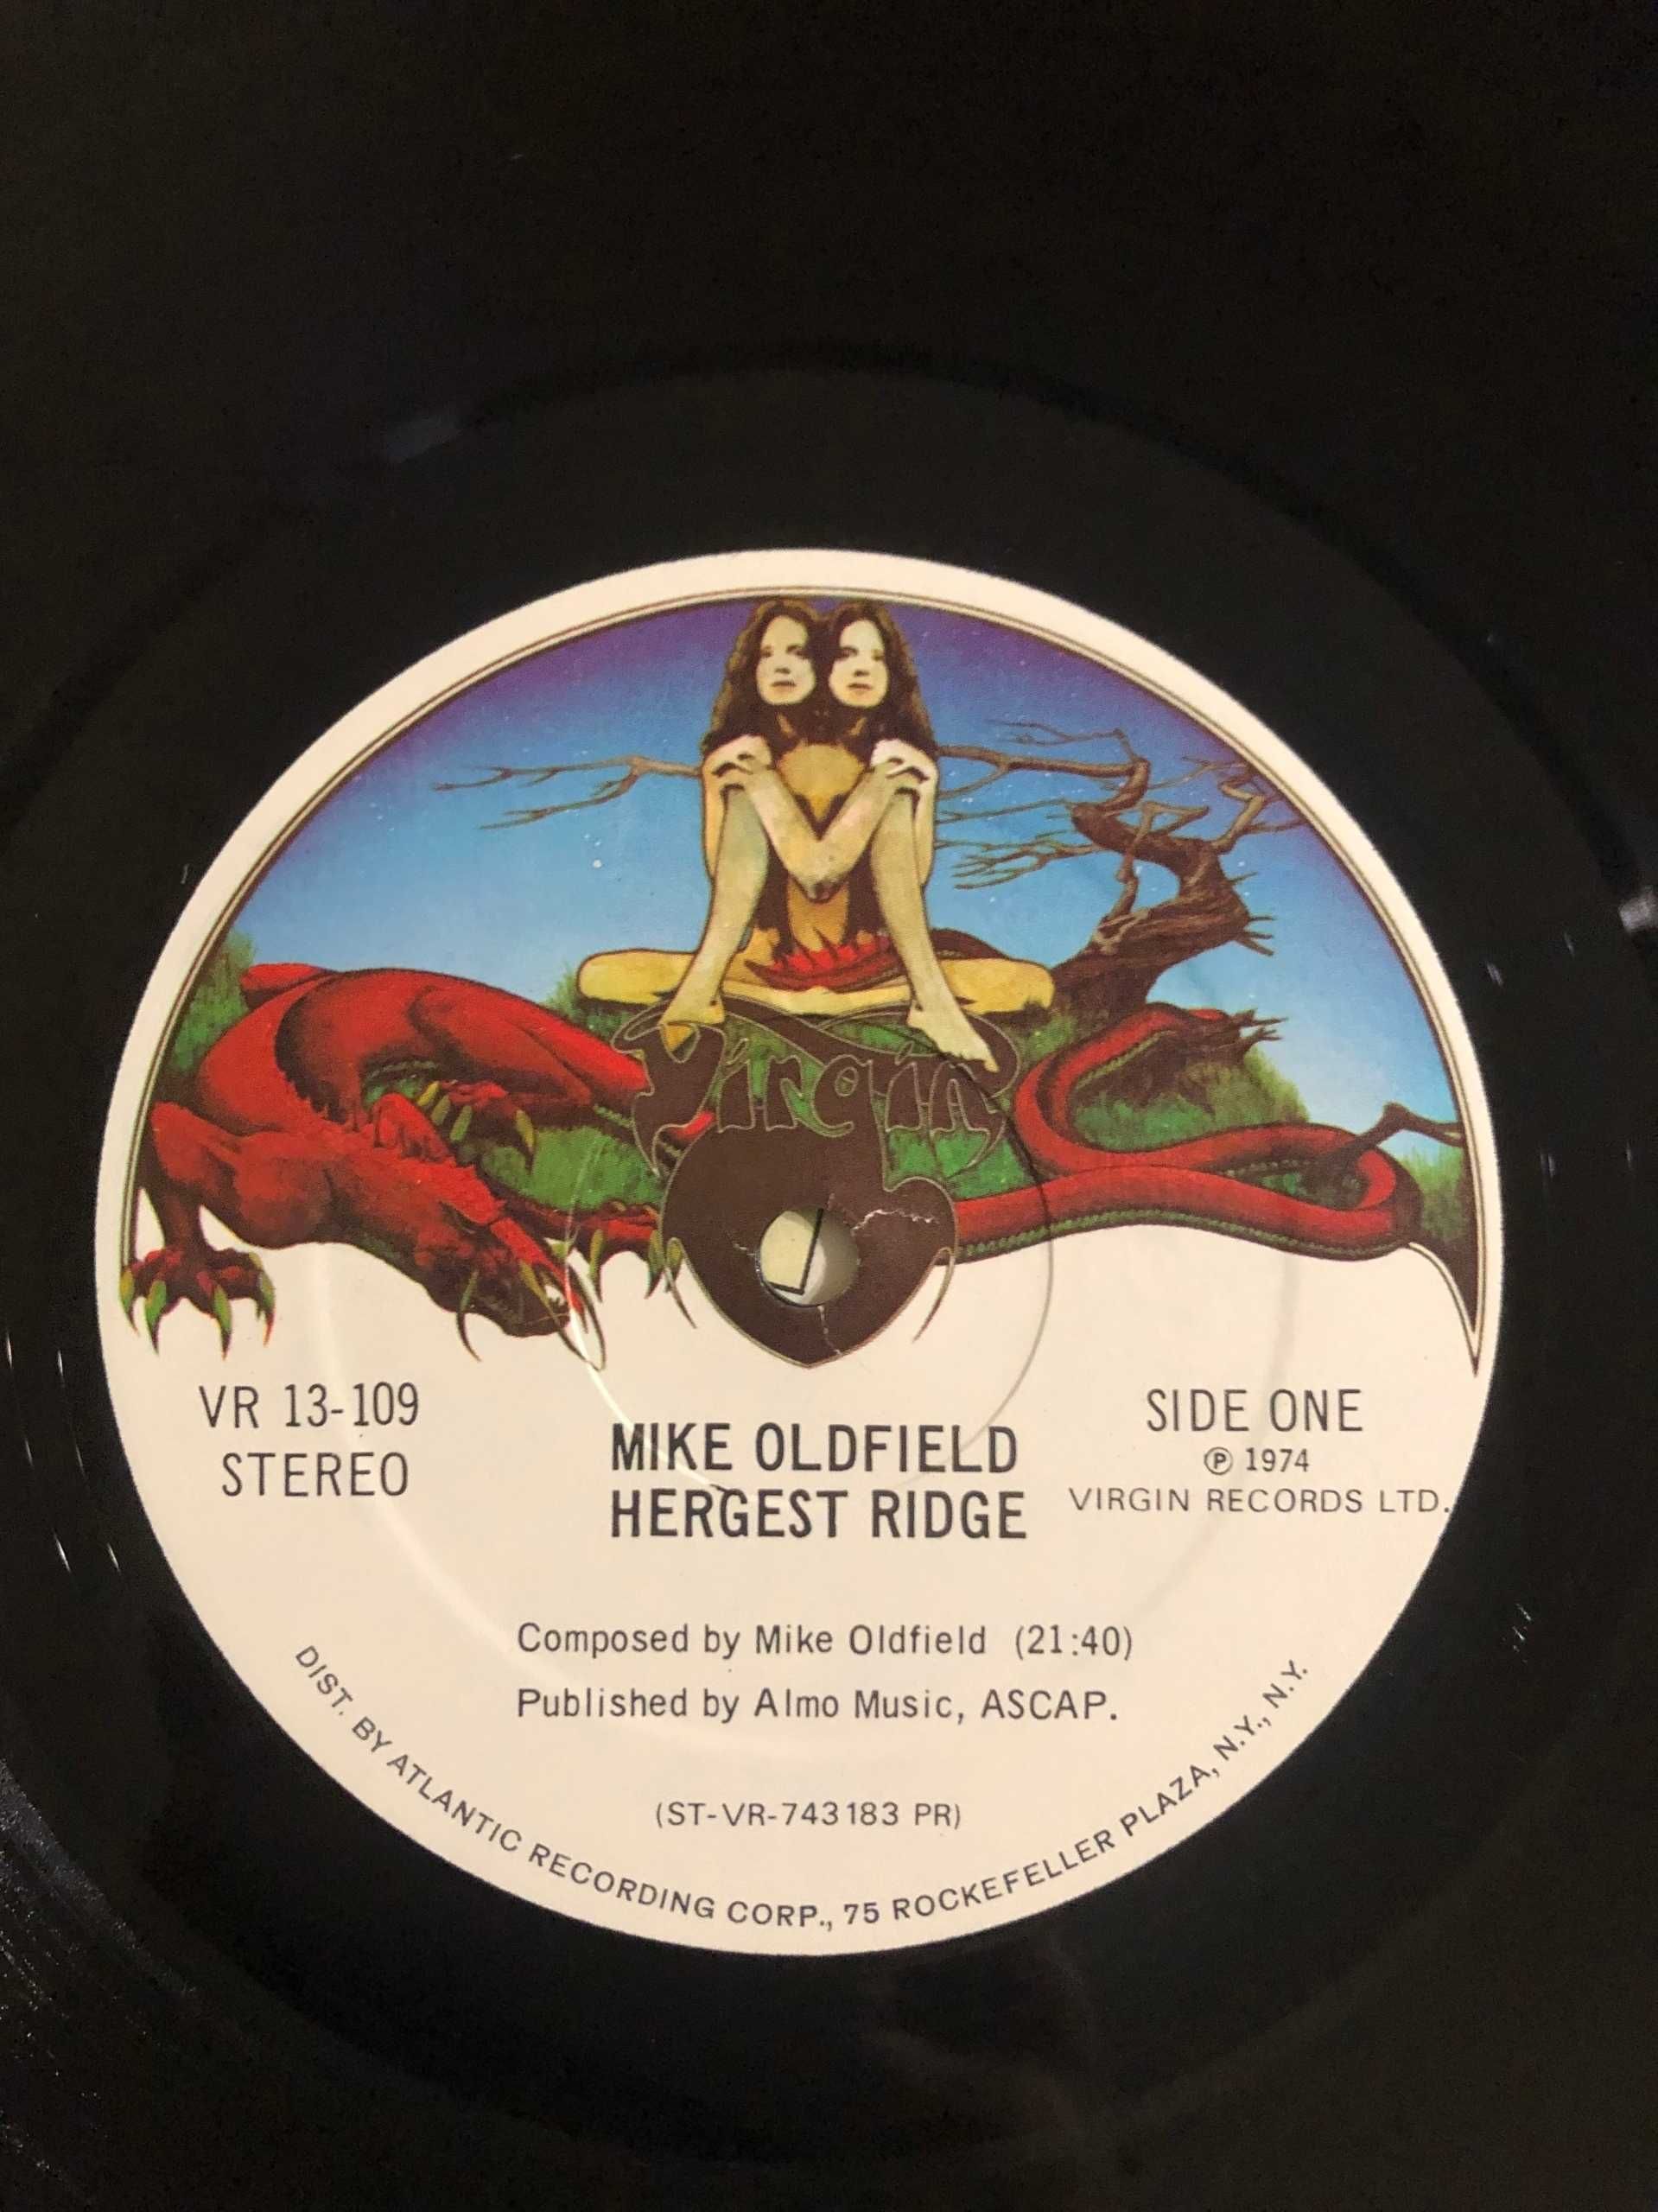 Virgin
VR 13-109
STEREO
MIKE OLDFIELD
HERGEST RIDGE
SIDE ONE
Ⓟ 1974
VIRGIN RECORDS LTD.
Composed by Mike Oldfield (21:40)
Published by Almo Music, ASCAP.
(ST-VR-743183 PR)
DIST. BY ATLANTIC RECORDING CORP., 75 ROCKEFELLER PLAZA, N.Y., N.Y.